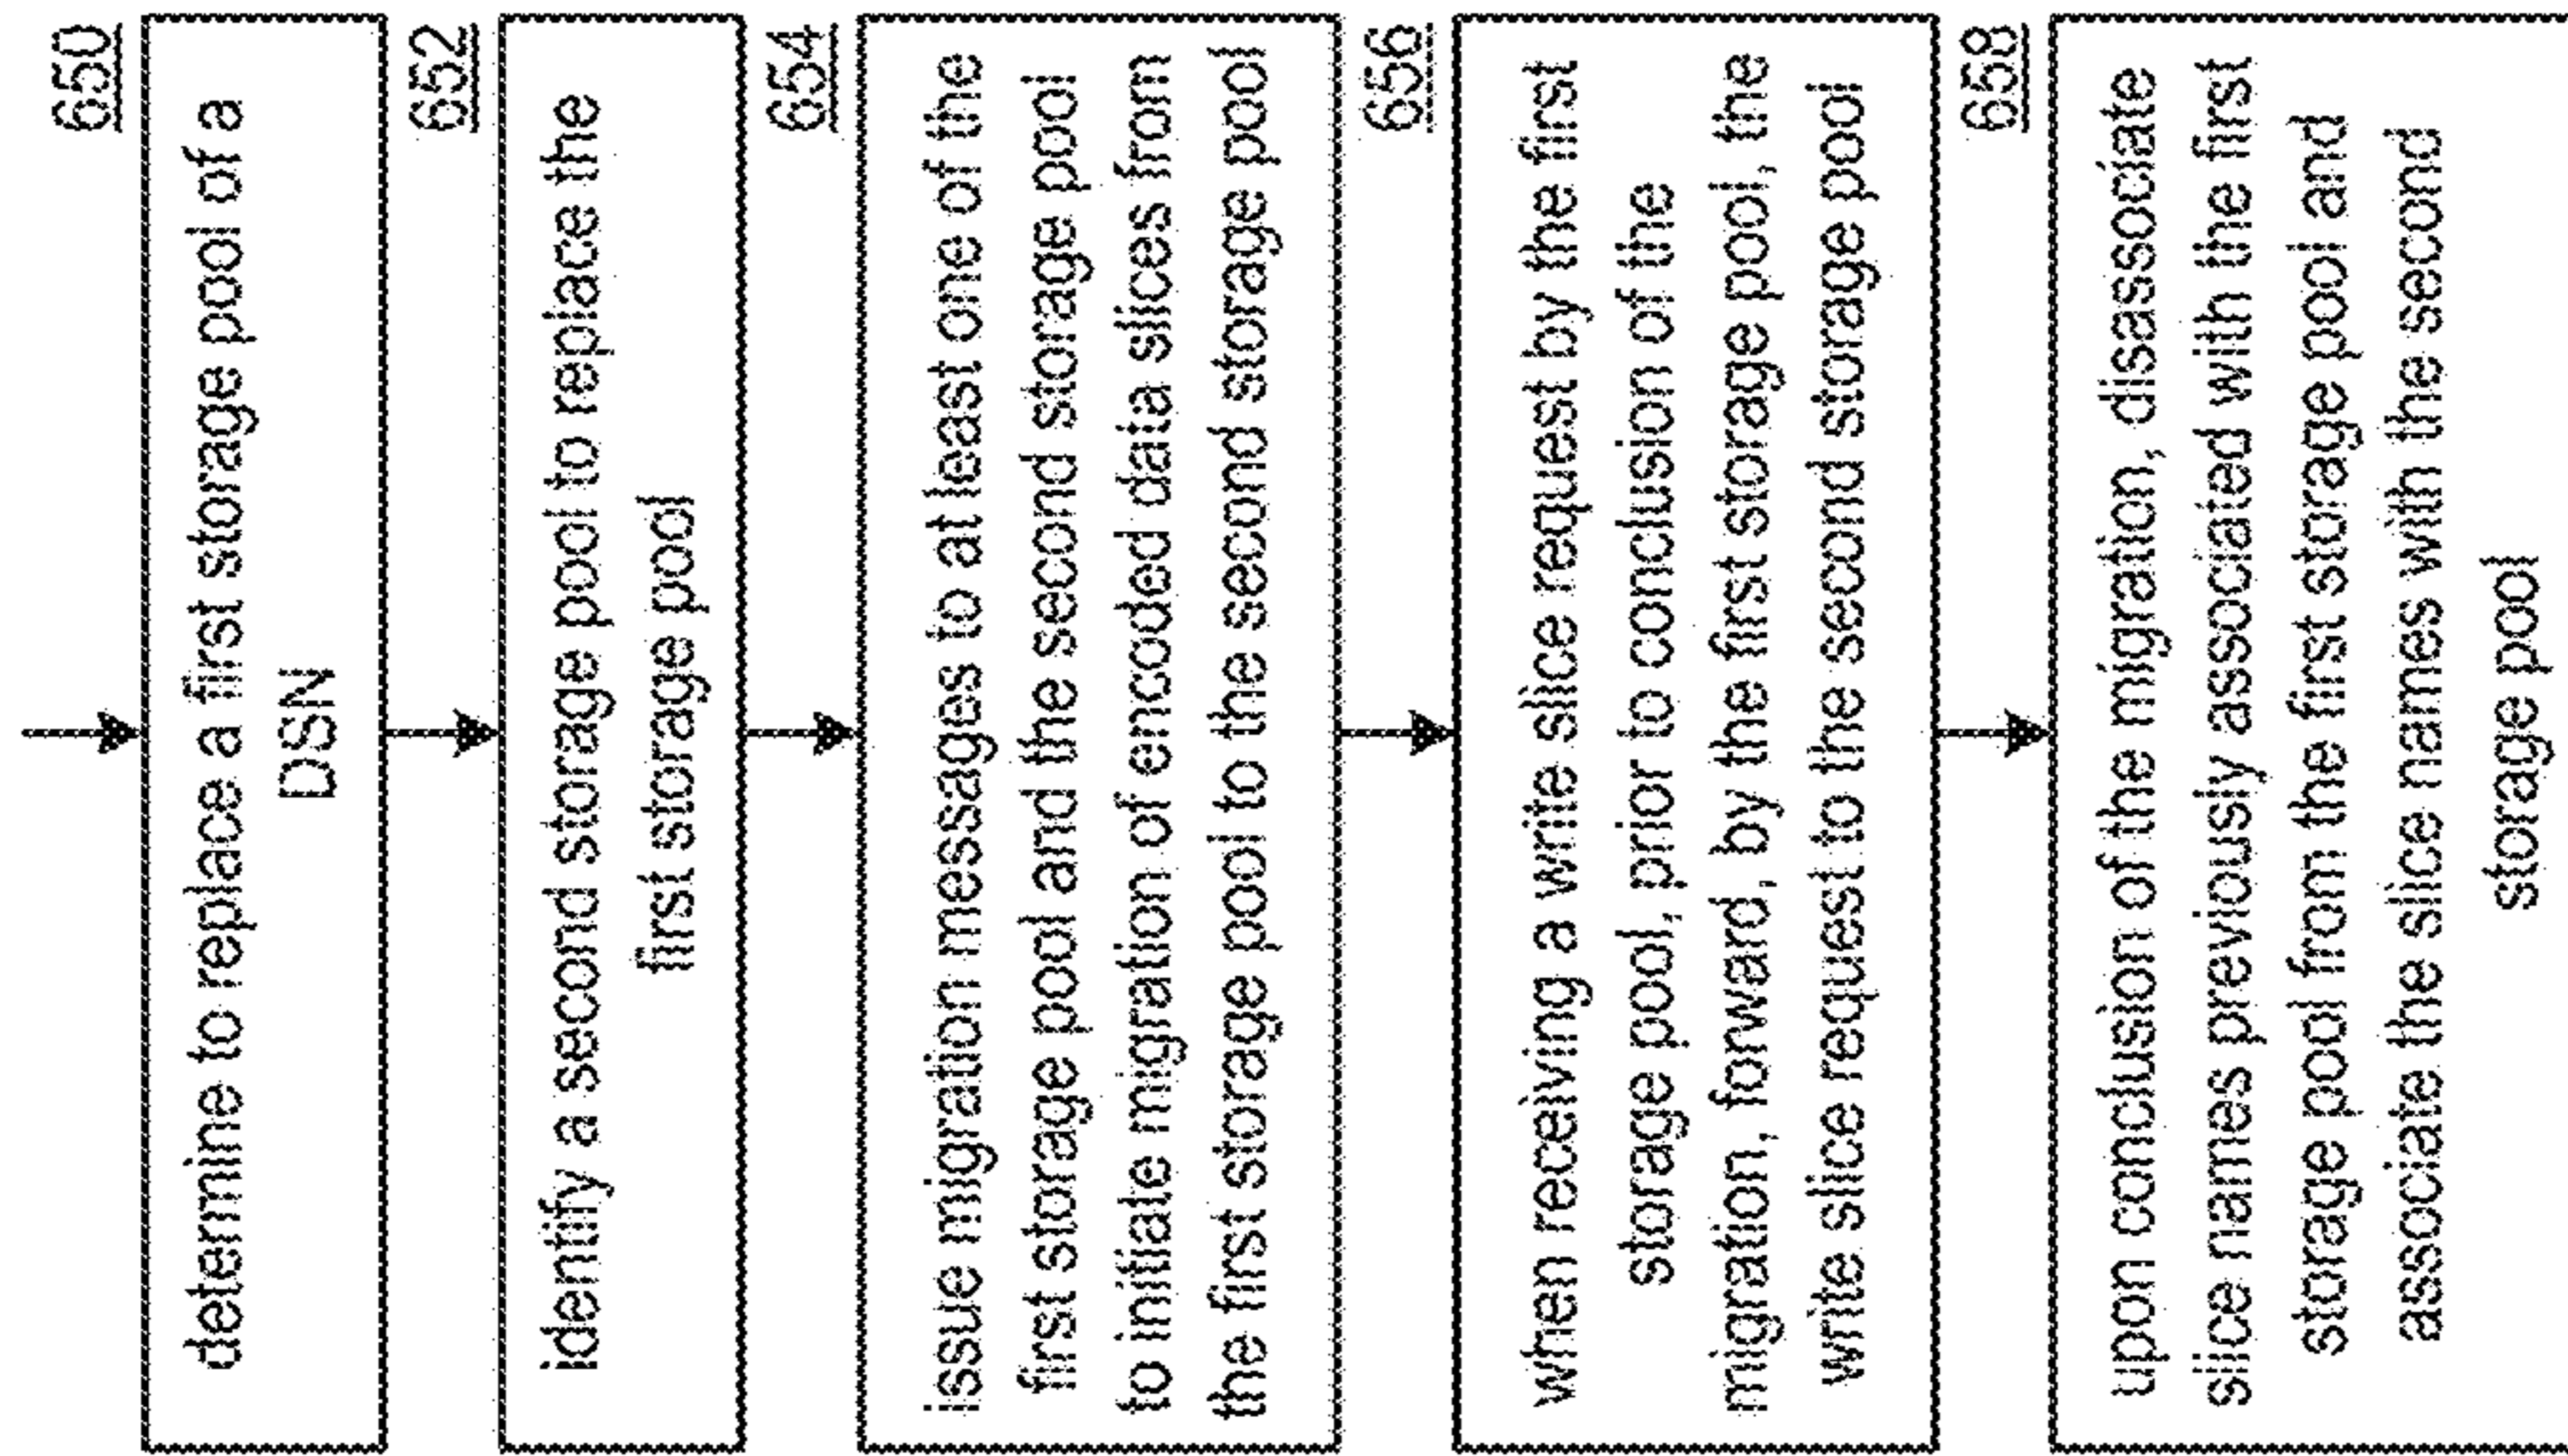 650
determine to replace a first storage pool of a
DSN
652
identify a second storage pool to replace the
first storage pool
654
issue migration messages to at least one of the
first storage pool and the second storage pool
to initiate migration of encoded data slices from
the first storage pool to the second storage pool
656
when receiving a write slice request by the first
storage pool, prior to conclusion of the
migration, forward, by the first storage pool, the
write slice request to the second storage pool
658
upon conclusion of the migration, disassociate
slice names previously associated with the first
storage pool from the first storage pool and
associate the slice names with the second
storage pool